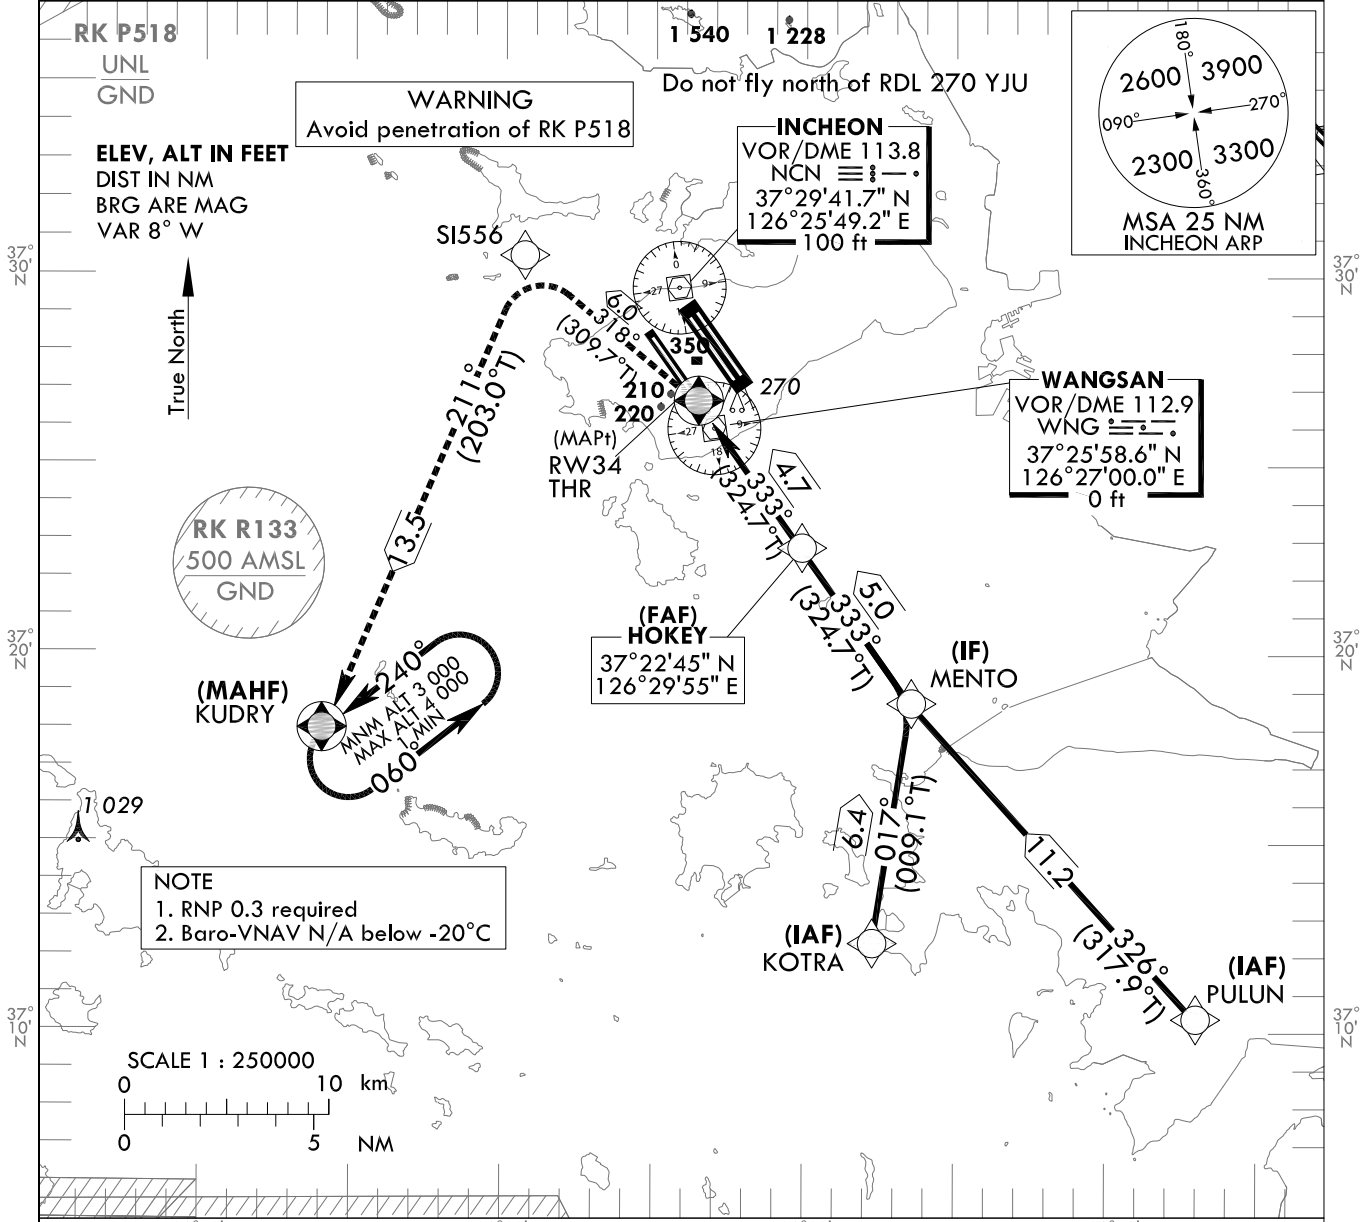 RK P518
UNL
GND
WARNING
Avoid penetration of RK P518
1 540
1 228
Do not fly north of RDL 270 YJU
180°
2600
3900
090°
270°
2300
3300
360°
MSA 25 NM
INCHEON ARP
ELEV, ALT IN FEET
DIST IN NM
BRG ARE MAG
VAR 8° W
True North
INCHEON
VOR/DME 113.8
NCN
37°29'41.7" N
126°25'49.2" E
100 ft
SI556
37°
30'
N
37°
30'
N
0
27
9
6.0
318°
(309.7°T)
350
210
220
270
27
9
18
(MAPt)
RW34
THR
WANGSAN
VOR/DME 112.9
WNG
37°25'58.6" N
126°27'00.0" E
0 ft
211°
(203.0°T)
13.5
4.7
333°
(324.7°T)
RK R133
500 AMSL
GND
(FAF)
HOKEY
37°22'45" N
126°29'55" E
5.0
333°
(324.7°T)
(IF)
MENTO
37°
20'
N
37°
20'
N
(MAHF)
KUDRY
240°
MNM ALT 3 000
MAX ALT 4 000
1 MIN
060°
1 029
6.4
017°
(009.1°T)
11.2
326°
(317.9°T)
NOTE
1. RNP 0.3 required
2. Baro-VNAV N/A below -20°C
(IAF)
KOTRA
(IAF)
PULUN
37°
10'
N
37°
10'
N
SCALE 1 : 250000
0 10 km
0 5 NM